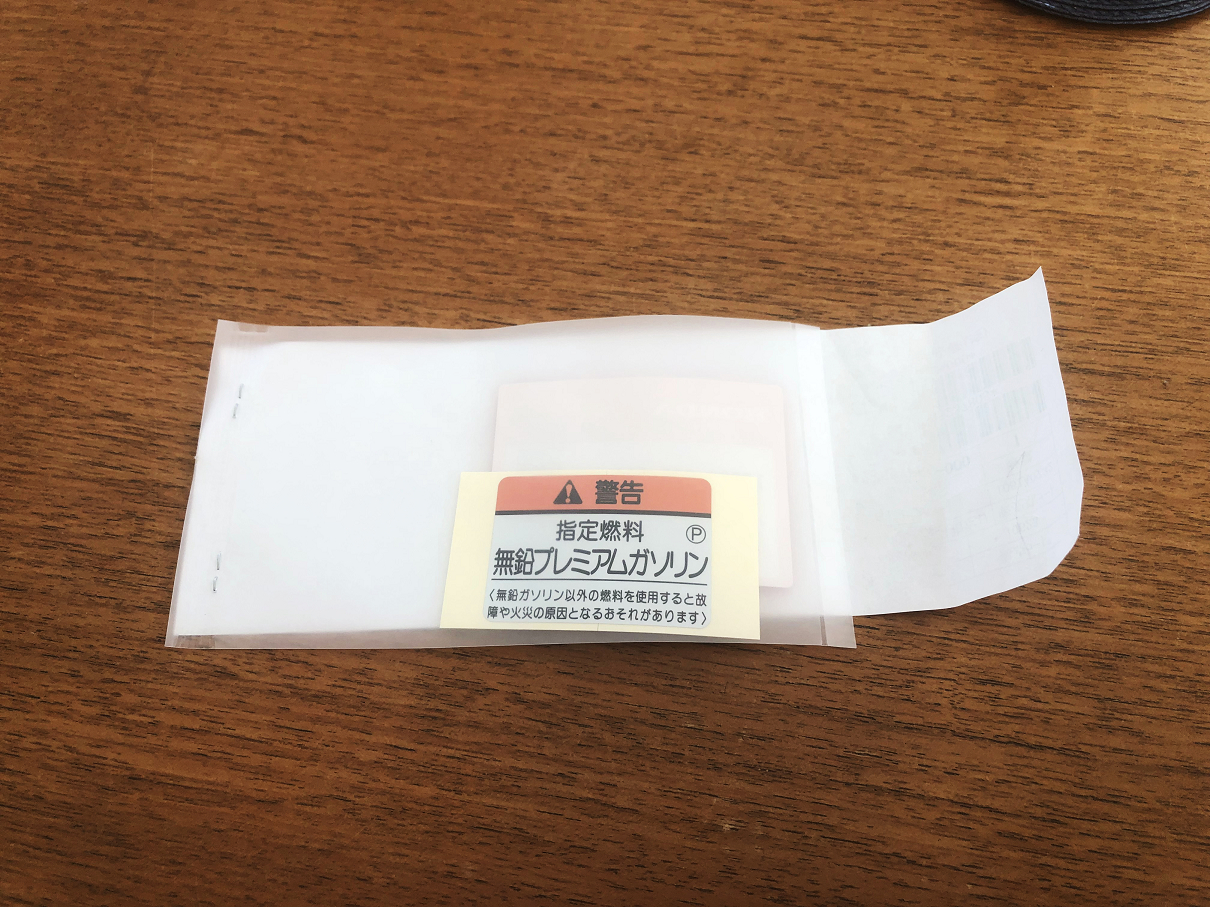 警告
指定燃料 Ⓟ
無鉛プレミアムガソリン
〈無鉛ガソリン以外の燃料を使用すると故
障や火災の原因となるおそれがあります〉